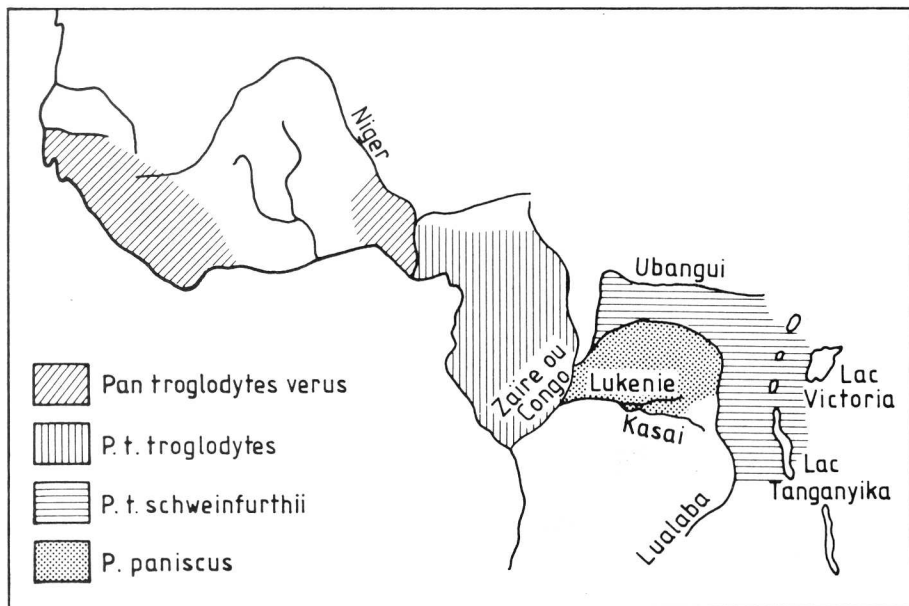 Niger
Ubangui
Zaire ou
Congo
Lukenie
Kasai
Lac
Victoria
Lac
Tanganyika
Lualaba
Pan troglodytes verus
P. t. troglodytes
P. t. schweinfurthii
P. paniscus